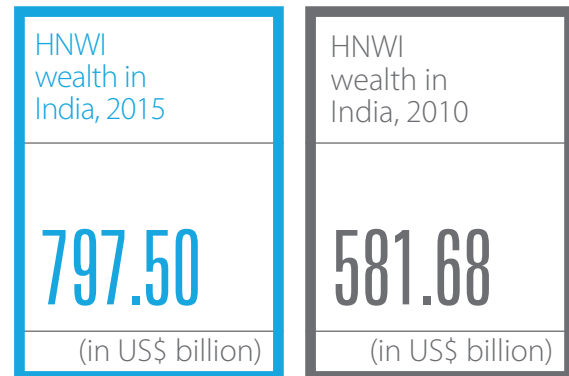 HNWI
wealth in
India, 2015
797.50
(in US$ billion)
HNWI
wealth in
India, 2010
581.68
(in US$ billion)